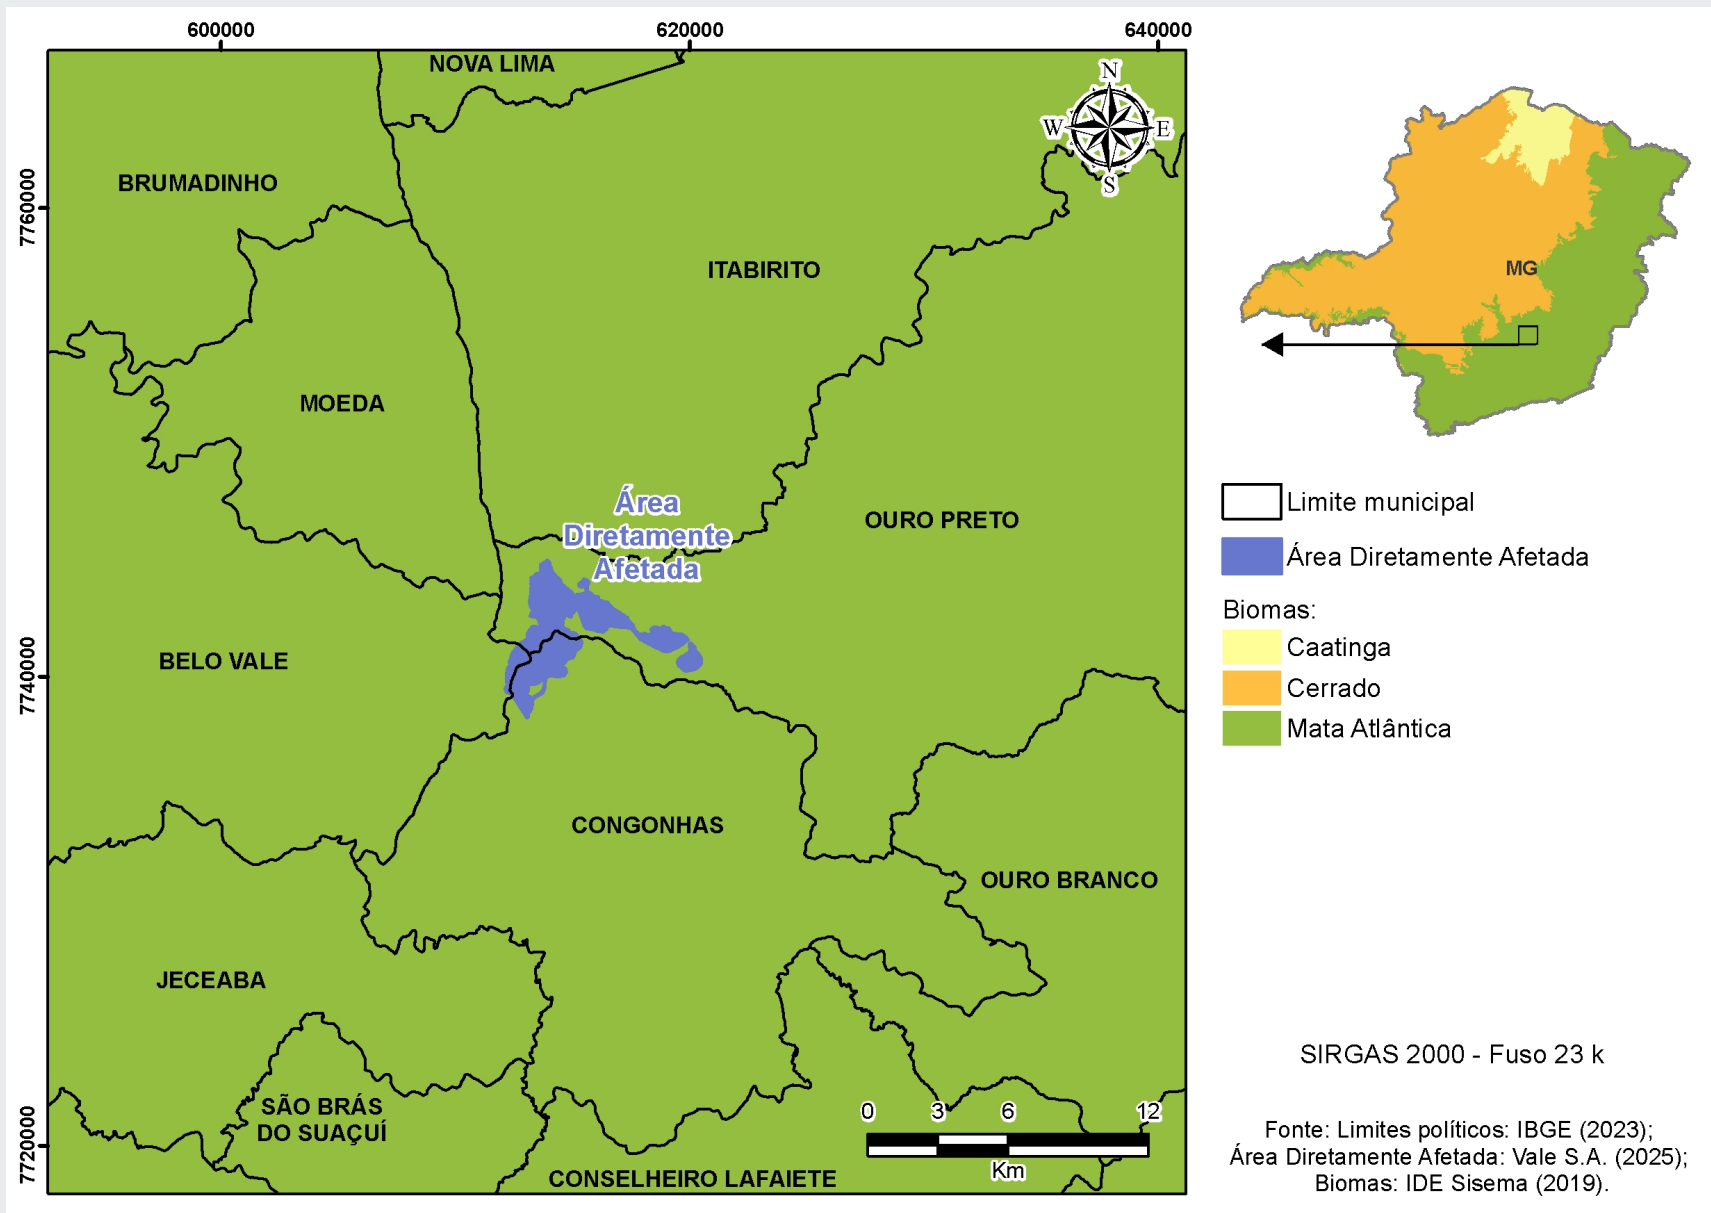 600000
620000
640000
7760000
7740000
7720000
NOVA LIMA
BRUMADINHO
ITABIRITO
MOEDA
Área
Diretamente
Afetada
OURO PRETO
BELO VALE
CONGONHAS
OURO BRANCO
JECEABA
SÃO BRÁS
DO SUAÇUÍ
CONSELHEIRO LAFAIETE
N
W
E
S
0
3
6
12
Km
MG
Limite municipal
Área Diretamente Afetada
Biomas:
Caatinga
Cerrado
Mata Atlântica
SIRGAS 2000 - Fuso 23 k
Fonte: Limites políticos: IBGE (2023);
Área Diretamente Afetada: Vale S.A. (2025);
Biomas: IDE Sisema (2019).